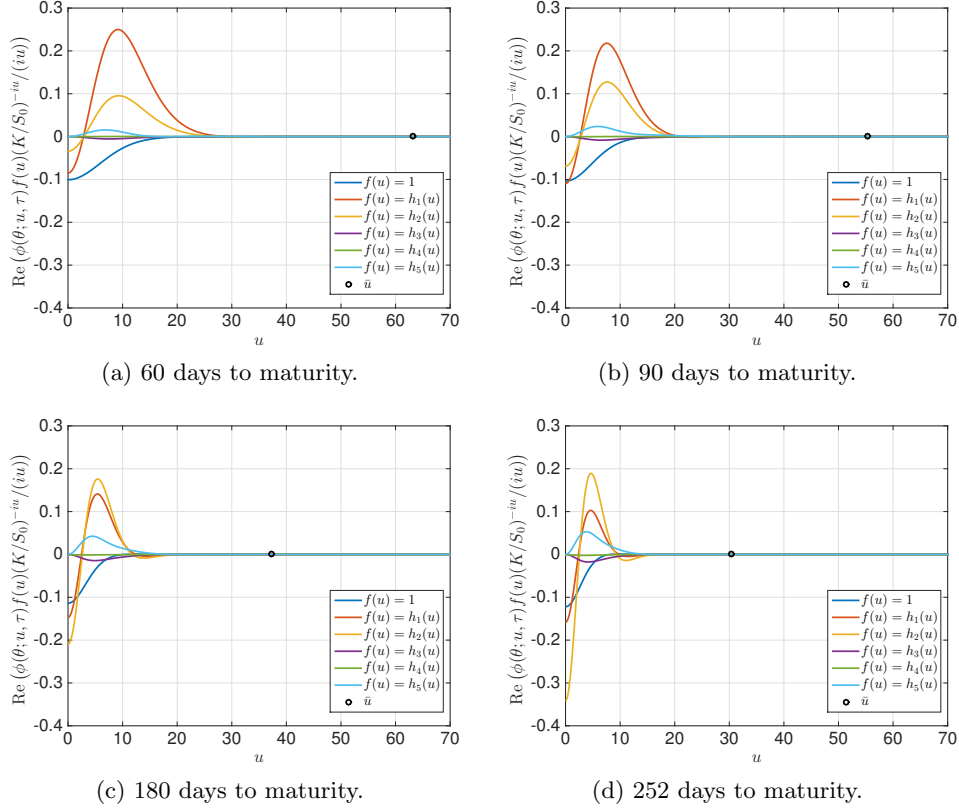 Re (ϕ(θ; u, τ)f(u)(K/S₀)^{-iu}/(iu))
0.3
0.2
0.1
0
-0.1
-0.2
-0.3
-0.4
f(u) = 1
f(u) = h₁(u)
f(u) = h₂(u)
f(u) = h₃(u)
f(u) = h₄(u)
f(u) = h₅(u)
ū
0 10 20 30 40 50 60 70
u
(a) 60 days to maturity.
Re (ϕ(θ; u, τ)f(u)(K/S₀)^{-iu}/(iu))
0.3
0.2
0.1
0
-0.1
-0.2
-0.3
-0.4
f(u) = 1
f(u) = h₁(u)
f(u) = h₂(u)
f(u) = h₃(u)
f(u) = h₄(u)
f(u) = h₅(u)
ū
0 10 20 30 40 50 60 70
u
(b) 90 days to maturity.
Re (ϕ(θ; u, τ)f(u)(K/S₀)^{-iu}/(iu))
0.3
0.2
0.1
0
-0.1
-0.2
-0.3
-0.4
f(u) = 1
f(u) = h₁(u)
f(u) = h₂(u)
f(u) = h₃(u)
f(u) = h₄(u)
f(u) = h₅(u)
ū
0 10 20 30 40 50 60 70
u
(c) 180 days to maturity.
Re (ϕ(θ; u, τ)f(u)(K/S₀)^{-iu}/(iu))
0.3
0.2
0.1
0
-0.1
-0.2
-0.3
-0.4
f(u) = 1
f(u) = h₁(u)
f(u) = h₂(u)
f(u) = h₃(u)
f(u) = h₄(u)
f(u) = h₅(u)
ū
0 10 20 30 40 50 60 70
u
(d) 252 days to maturity.